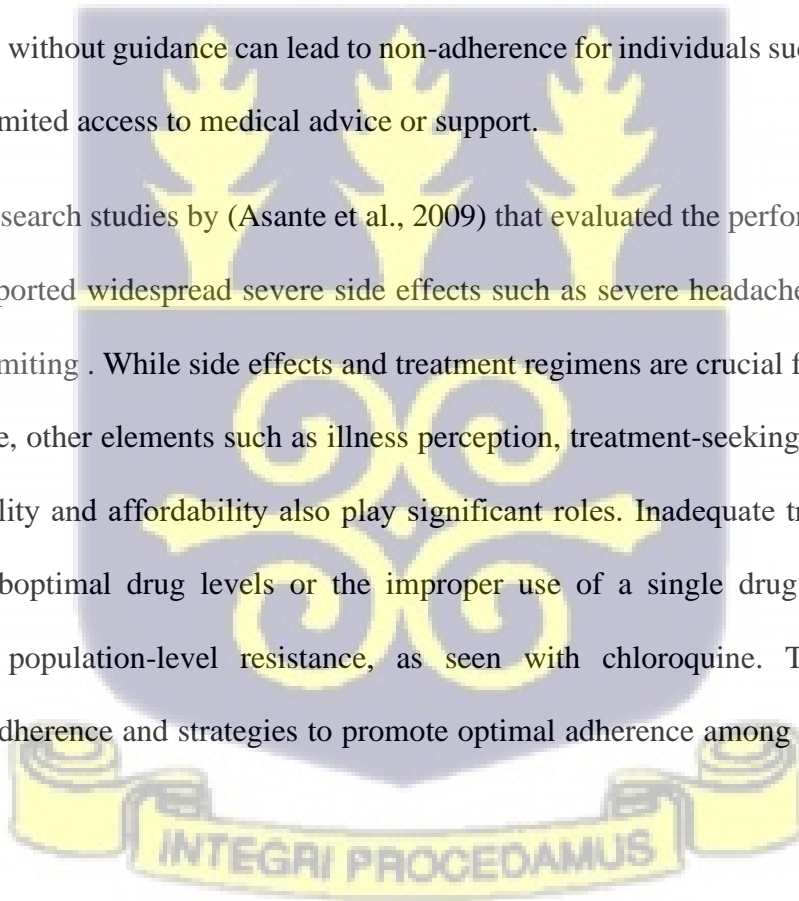 without guidance can lead to non-adherence for individuals suc
mited access to medical advice or support.
search studies by (Asante et al., 2009) that evaluated the perfor
ported widespread severe side effects such as severe headache
miting . While side effects and treatment regimens are crucial f
e, other elements such as illness perception, treatment-seeking
lity and affordability also play significant roles. Inadequate tr
boptimal drug levels or the improper use of a single drug
population-level resistance, as seen with chloroquine. T
dherence and strategies to promote optimal adherence among
INTEGRI PROCEDAMUS